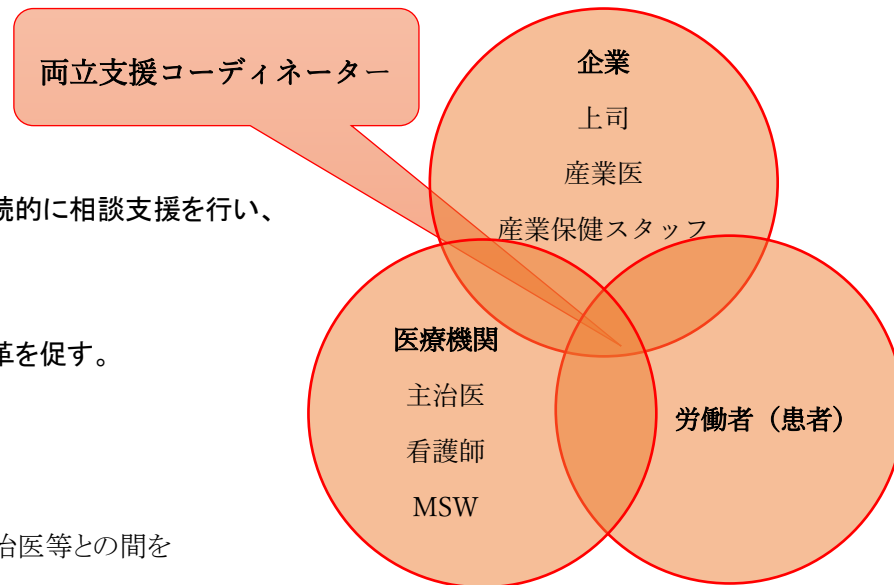 両立支援コーディネーター
企業
上司
産業医
産業保健スタッフ
続的に相談支援を行い、
革を促す。
治医等との間を
医療機関
主治医
看護師
MSW
労働者（患者）